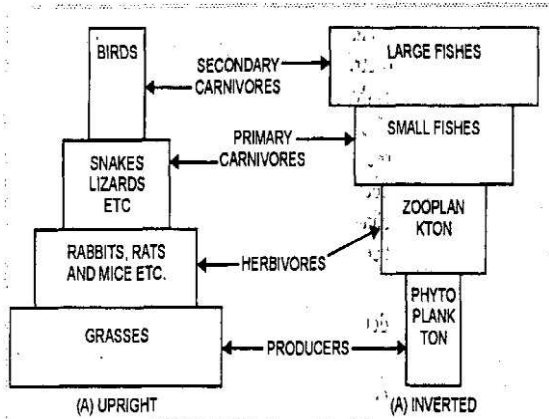 BIRDS
SECONDARY
CARNIVORES
LARGE FISHES
SNAKES
LIZARDS
ETC
PRIMARY
CARNIVORES
SMALL FISHES
RABBITS, RATS
AND MICE ETC.
HERBIVORES
ZOOPLAN
KTON
GRASSES
PRODUCERS
PHYTO
PLANK
TON
(A) UPRIGHT
(A) INVERTED